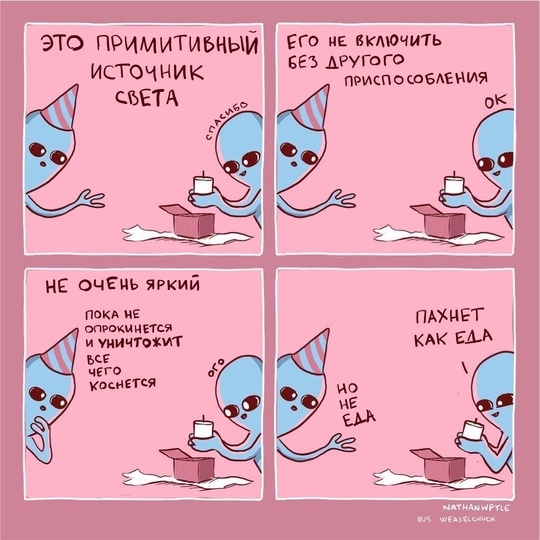 ЭТО ПРИМИТИВНЫЙ
ИСТОЧНИК
СВЕТА
СПАСИБО
ЕГО НЕ ВКЛЮЧИТЬ
БЕЗ ДРУГОГО
ПРИСПОСОБЛЕНИЯ
ОК
НЕ ОЧЕНЬ ЯРКИЙ
ПОКА НЕ
ОПРОКИНЕТСЯ
И УНИЧТОЖИТ
ВСЕ
ЧЕГО
КОСНЕТСЯ
ОГО
ПАХНЕТ
КАК ЕДА
НО
НЕ
ЕДА
NATHANWPYLE
RUS WEASELCHUCK